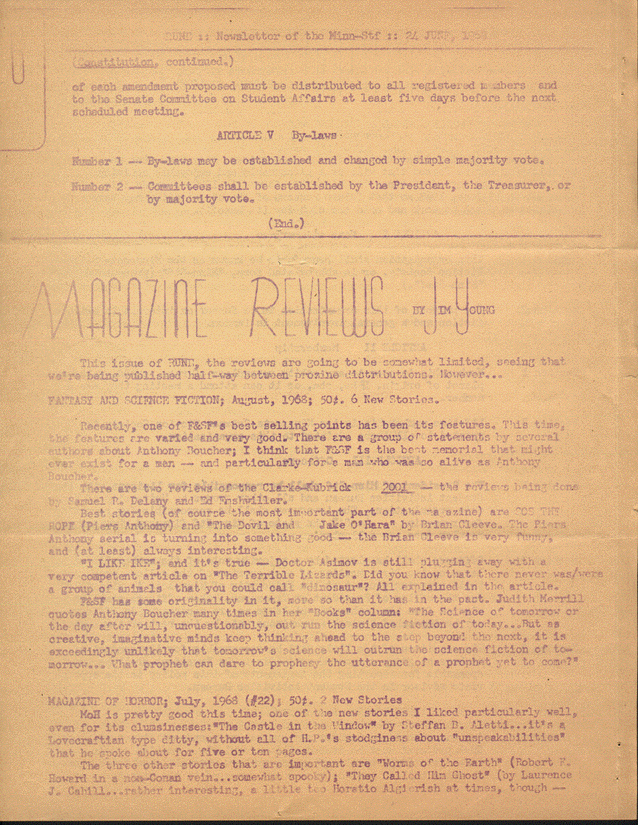 RUNE :: Newsletter of the Minn-Stf :: 24 JUNE, 1968
(Constitution, continued.)
of each amendment proposed must be distributed to all registered members and
to the Senate Committee on Student Affairs at least five days before the next
scheduled meeting.
ARTICLE V By-laws
Number 1 — By-laws may be established and changed by simple majority vote.
Number 2 — Committees shall be established by the President, the Treasurer, or
by majority vote.
(End.)
MAGAZINE REVIEWS BY JIM YOUNG
This issue of RUNE, the reviews are going to be somewhat limited, seeing that
we're being published half-way between prozine distributions. However...
FANTASY AND SCIENCE FICTION; August, 1968; 50¢. 6 New Stories.
Recently, one of F&SF's best selling points has been its features. This time,
the features are varied and very good. There are a group of statements by several
authors about Anthony Boucher; I think that F&SF is the best memorial that might
ever exist for a man — and particularly for a man who was so alive as Anthony
Boucher.
There are two reviews of the Clarke-Kubrick 2001 — the reviews being done
by Samuel R. Delany and Ed Emshwiller.
Best stories (of course the most important part of the magazine) are SOS THE
ROPE (Piers Anthony) and "The Devil and Jake O'Hara" by Brian Cleeve. The Piers
Anthony serial is turning into something good — the Brian Cleeve is very funny,
and (at least) always interesting.
"I LIKE IKE"; and it's true — Doctor Asimov is still plugging away with a
very competent article on "The Terrible Lizards". Did you know that there never was/were
a group of animals that you could call "dinosaur"? All explained in the article.
F&SF has some originality in it, more so than it has in the past. Judith Merrill
quotes Anthony Boucher many times in her "Books" column: "The Science of tomorrow or
the day after will, unquestionably, out run the science fiction of today...But as
creative, imaginative minds keep thinking ahead to the step beyond the next, it is
exceedingly unlikely that tomorrow's science will outrun the science fiction of to—
morrow... What prophet can dare to prophesy the utterance of a prophet yet to come?"
MAGAZINE OF HORROR; July, 1968 (#22); 50¢. 2 New Stories
MoH is pretty good this time; one of the new stories I liked particularly well,
even for its clumsinesses: "The Castle in the Window" by Steffan B. Aletti...it's a
Lovecraftian type ditty, without all of H.P.'s stodginess about "unspeakabilities"
that he spoke about for five or ten pages.
The three other stories that are important are "Worms of the Earth" (Robert E.
Howard in a non-Conan vein...somewhat spooky); "They Called Him Ghost" (by Laurence
J. Cahill...rather interesting, a little too Horatio Algierish at times, though —